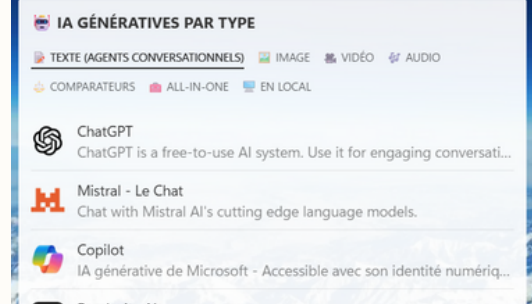 IA GÉNÉRATIVES PAR TYPE
TEXTE (AGENTS CONVERSATIONNELS) IMAGE VIDÉO AUDIO
COMPARATEURS ALL-IN-ONE EN LOCAL
ChatGPT
ChatGPT is a free-to-use AI system. Use it for engaging conversati...
Mistral - Le Chat
Chat with Mistral AI's cutting edge language models.
Copilot
IA générative de Microsoft - Accessible avec son identité numériq...